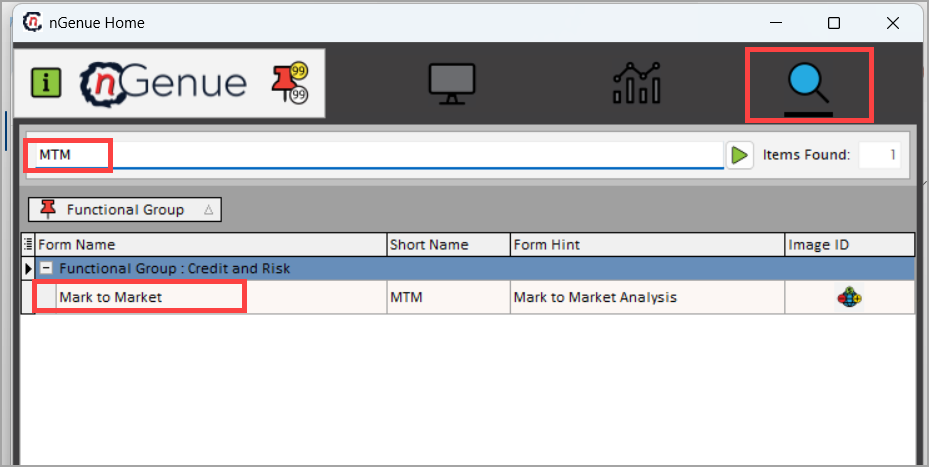 nGenue Home
i nGenue 99 99
MTM Items Found: 1
Functional Group
Form Name Short Name Form Hint Image ID
Functional Group : Credit and Risk
Mark to Market MTM Mark to Market Analysis